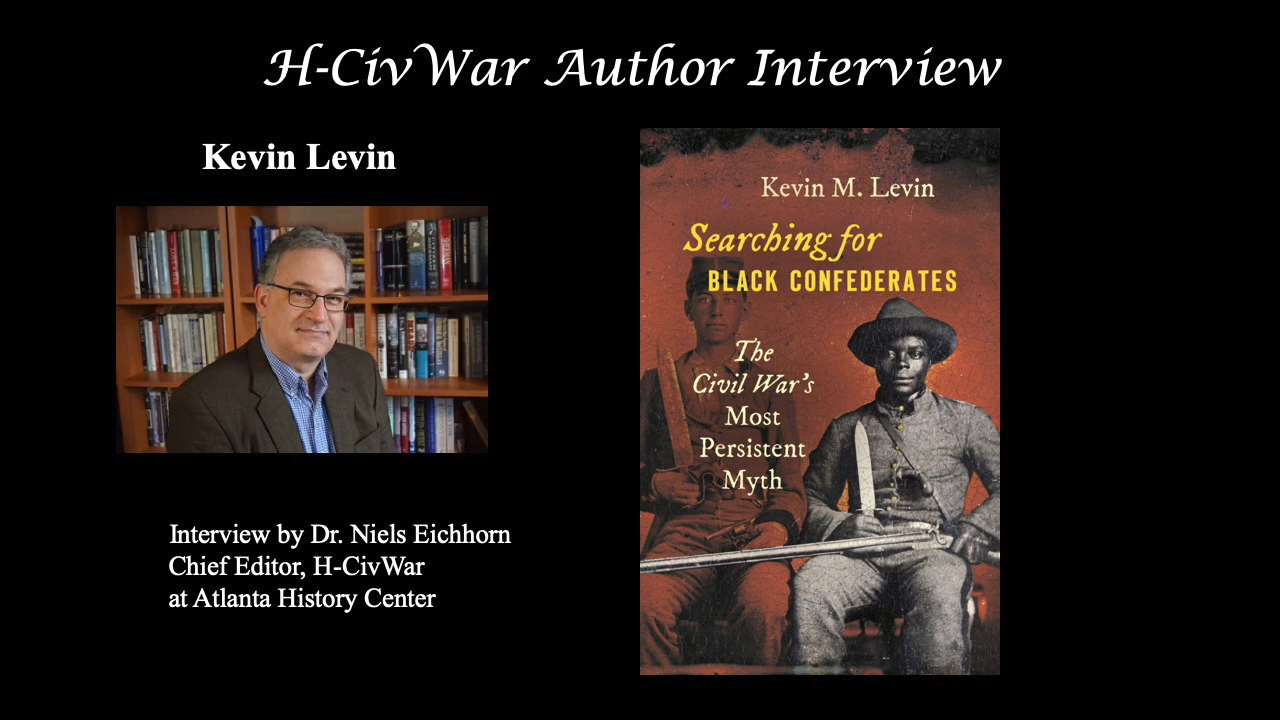 H-CivWar Author Interview
Kevin Levin
Kevin M. Levin
Searching for
BLACK CONFEDERATES
The
Civil War's
Most
Persistent
Myth
Interview by Dr. Niels Eichhorn
Chief Editor, H-CivWar
at Atlanta History Center